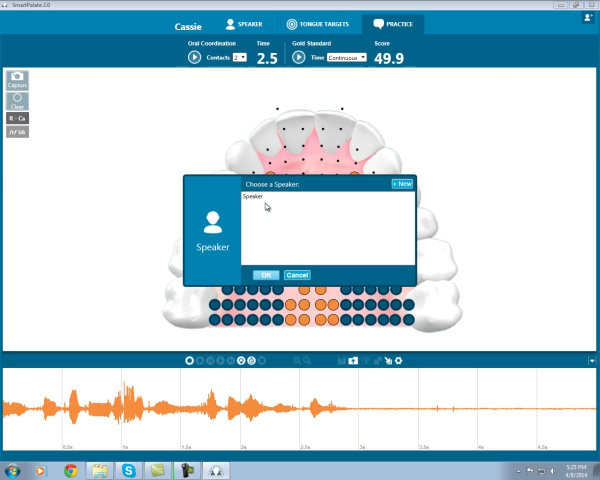 SmartPalate 2.0
Cassie
SPEAKER
TONGUE TARGETS
PRACTICE
Oral Coordination
Time
Gold Standard
Score
Contacts 2
2.5
Time Continuous
49.9
Capture
Clear
R - Ca
Choose a Speaker:
+ New
Speaker
Speaker
OK
Cancel
0.5s
1s
1.5s
2s
2.5s
3s
3.5s
4s
4.5s
5:25 PM
4/8/2014